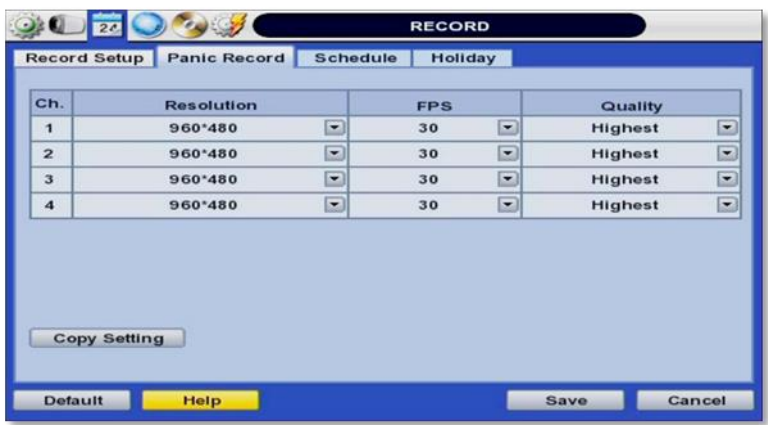 24
RECORD
Record Setup Panic Record Schedule Holiday
Ch. Resolution FPS Quality
1 960*480 30 Highest
2 960*480 30 Highest
3 960*480 30 Highest
4 960*480 30 Highest
Copy Setting
Default Help Save Cancel